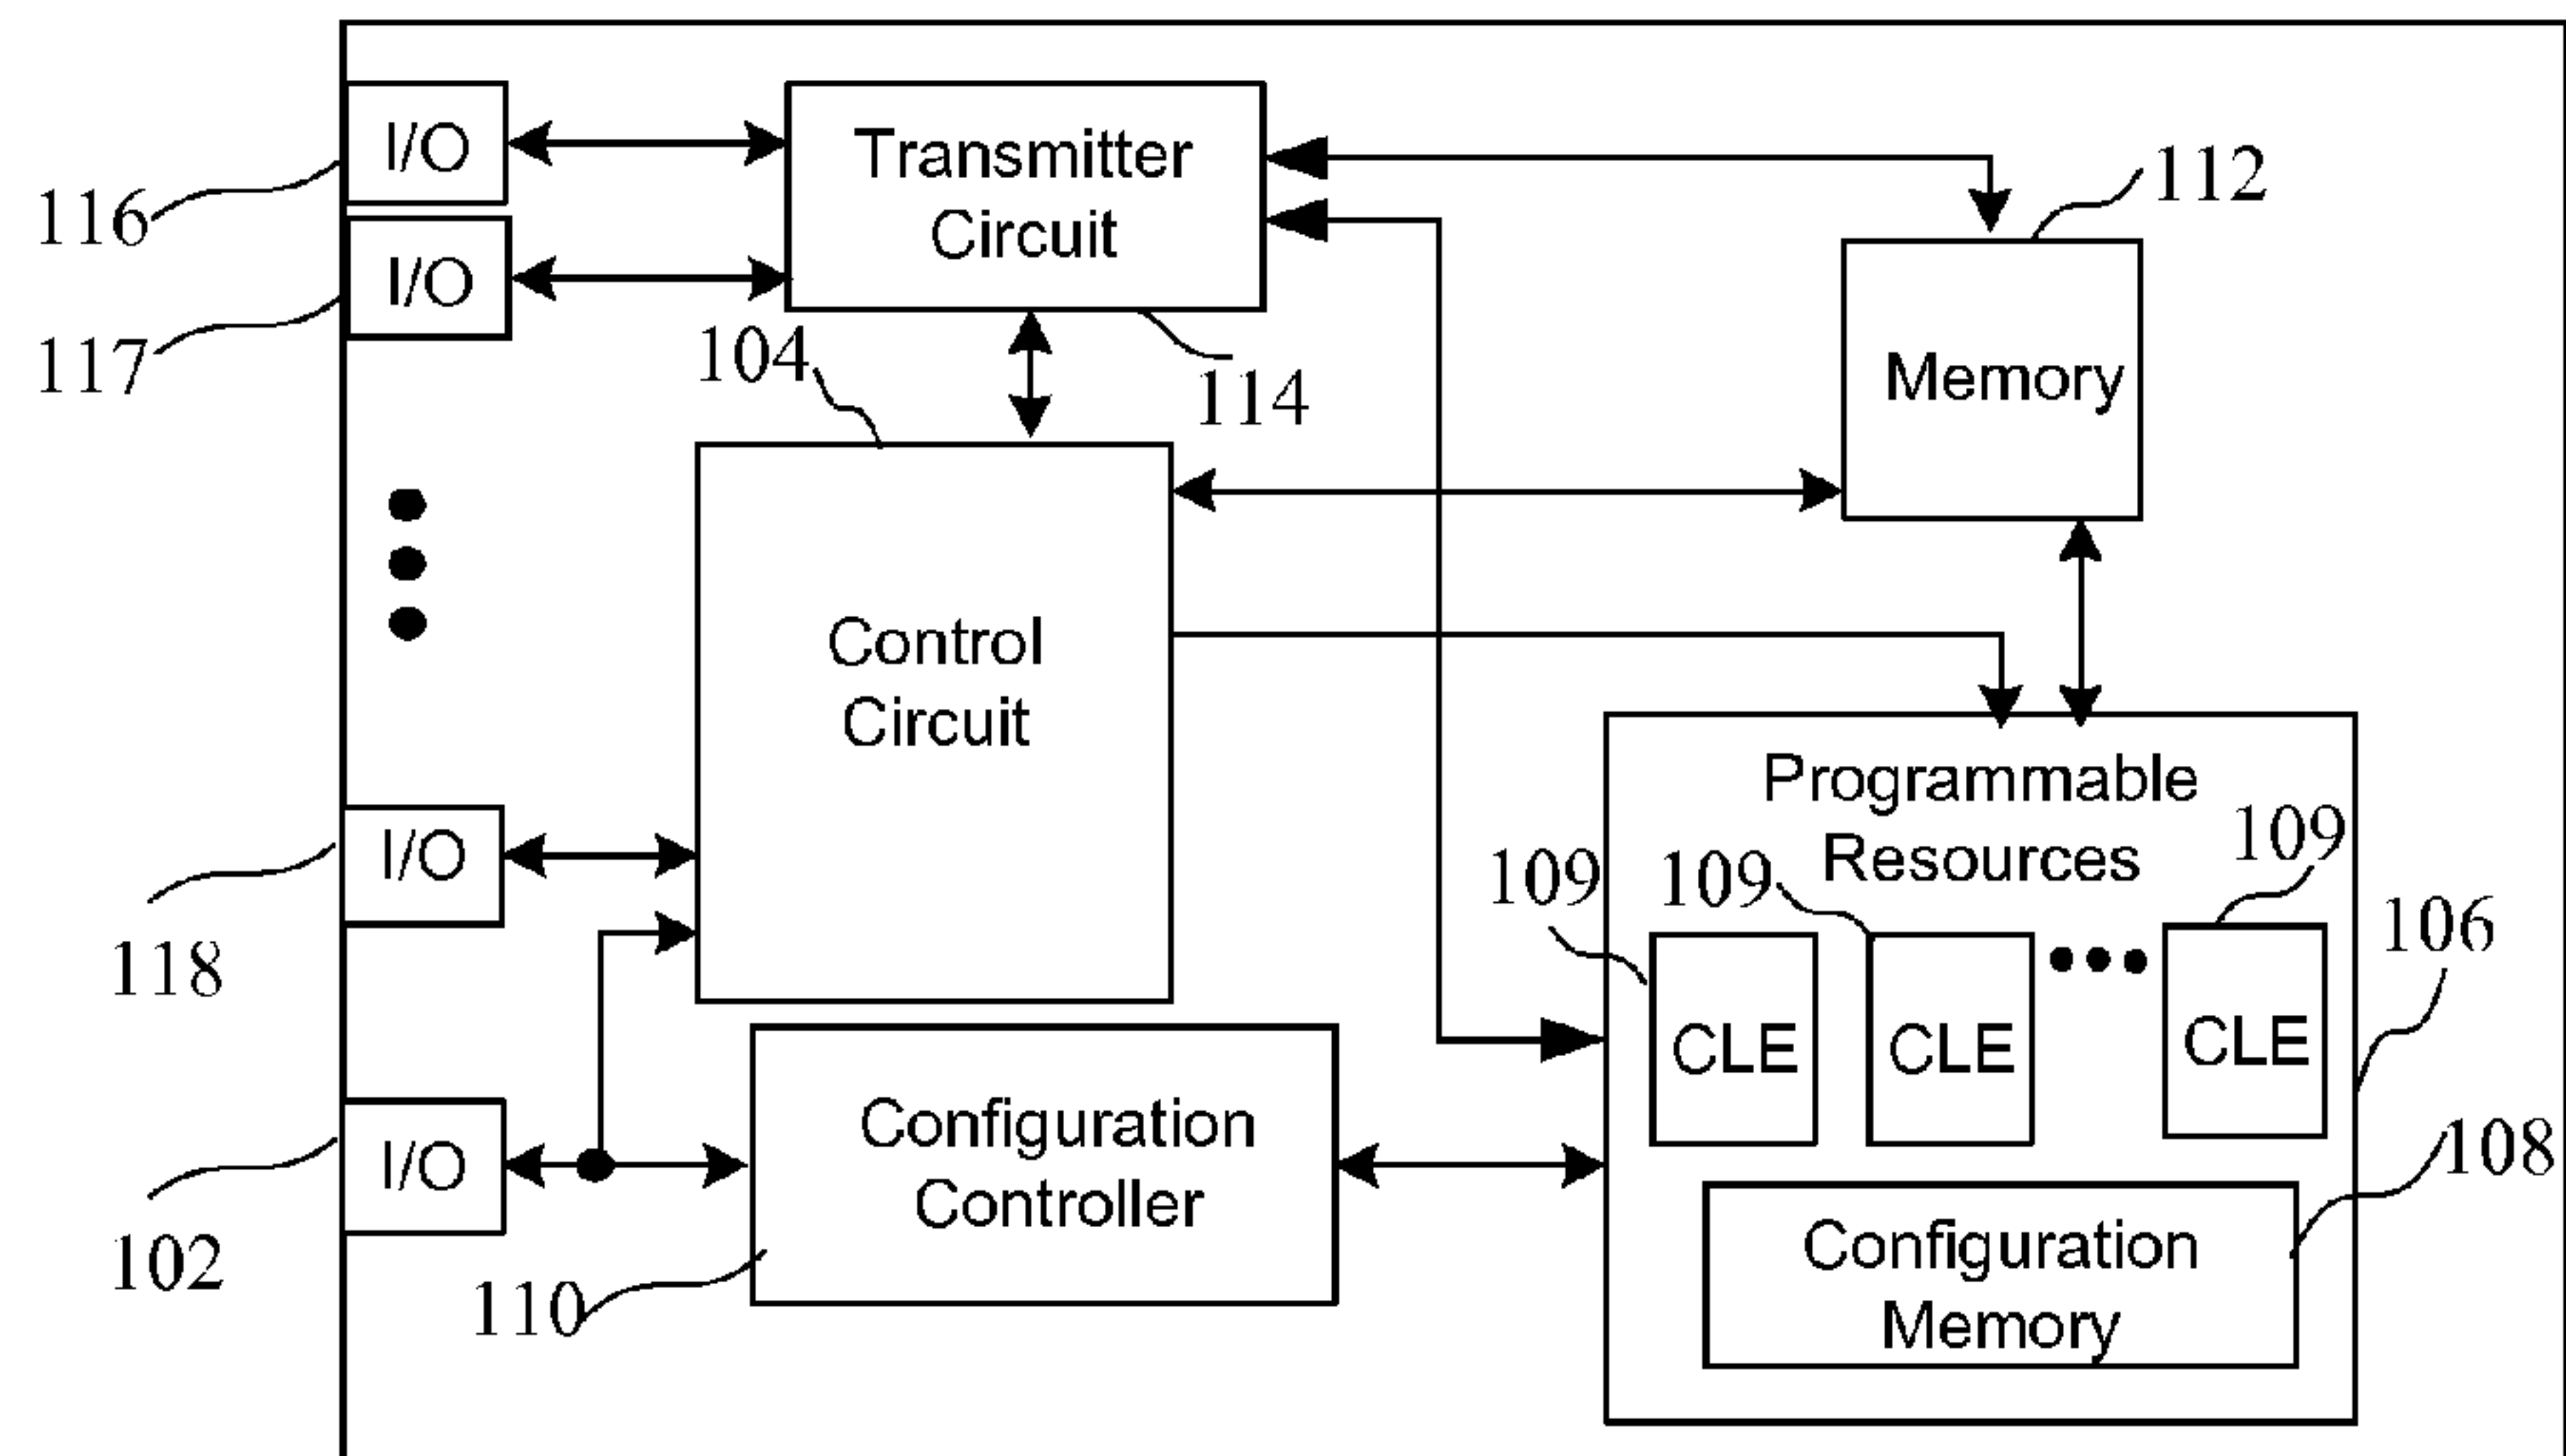 I/O
Transmitter
Circuit
112
116
I/O
117
104
114
Memory
Control
Circuit
Programmable
Resources
109
109
109
I/O
118
106
CLE
CLE
CLE
I/O
102
Configuration
Controller
110
108
Configuration
Memory